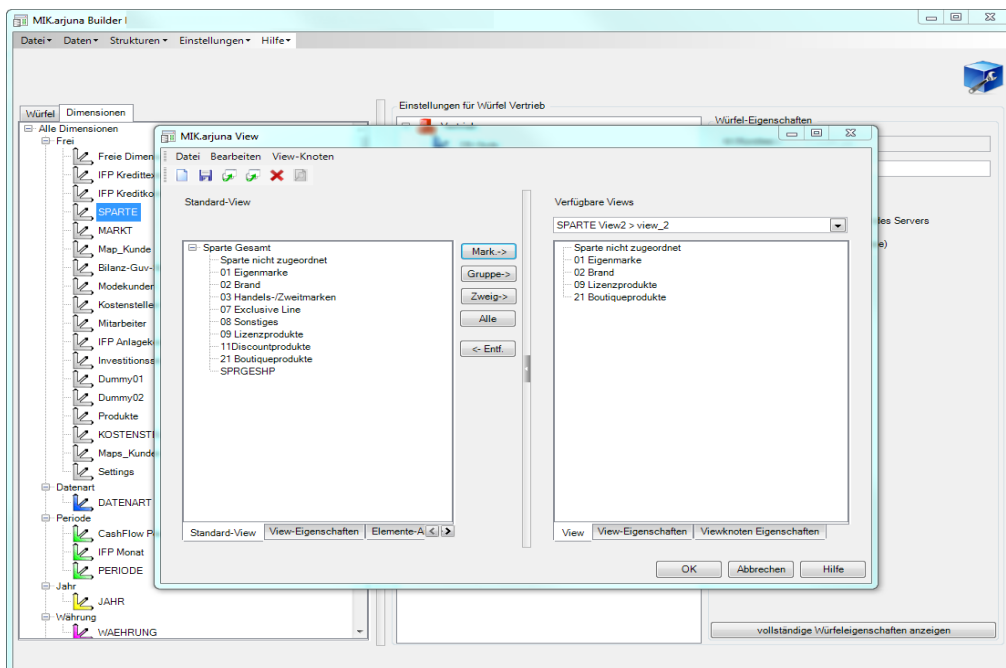 MIK.arjuna Builder
Datei Daten Strukturen Einstellungen Hilfe
Würfel Dimensionen
Alle Dimensionen
Frei
Freie Dimen
IFP Kredittex
IFP Kreditko
SPARTE
MARKT
Map_Kunde
Bilanz-Guv-
Modekunden
Kostenstelle
Mitarbeiter
IFP Anlageko
Investitionss
Dummy01
Dummy02
Produkte
KOSTENSTE
Maps_Kunde
Settings
Datenart
DATENART
Periode
CashFlow P
IFP Monat
PERIODE
Jahr
JAHR
Währung
WAEHRUNG
Einstellungen für Würfel Vertrieb
Würfel-Eigenschaften
des Servers
e)
vollständige Würfeleigenschaften anzeigen
MIK.arjuna View
Datei Bearbeiten View-Knoten
Standard-View
Sparte Gesamt
Sparte nicht zugeordnet
01 Eigenmarke
02 Brand
03 Handels-/Zweitmarken
07 Exclusive Line
08 Sonstiges
09 Lizenzprodukte
11Discountprodukte
21 Boutiqueprodukte
SPRGESHP
Standard-View View-Eigenschaften Elemente-A
Mark.->
Gruppe->
Zweig->
Alle
<- Entf.
Verfügbare Views
SPARTE View2 > view_2
Sparte nicht zugeordnet
01 Eigenmarke
02 Brand
09 Lizenzprodukte
21 Boutiqueprodukte
View View-Eigenschaften Viewknoten Eigenschaften
OK Abbrechen Hilfe